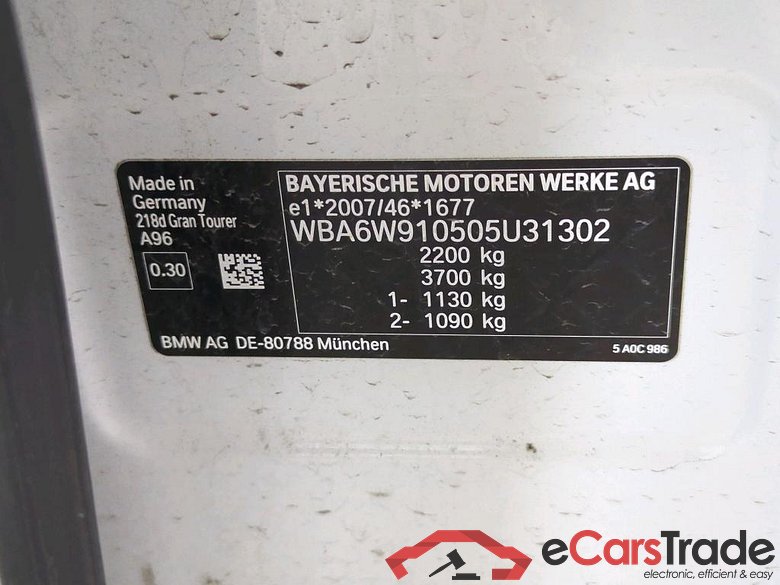 Made in
Germany
218d Gran Tourer
A96
0.30
BAYERISCHE MOTOREN WERKE AG
e1*2007/46*1677
WBA6W910505U31302
2200 kg
3700 kg
1- 1130 kg
2- 1090 kg
BMW AG DE-80788 München
5 A0C 986
eCarsTrade
electronic, efficient & easy